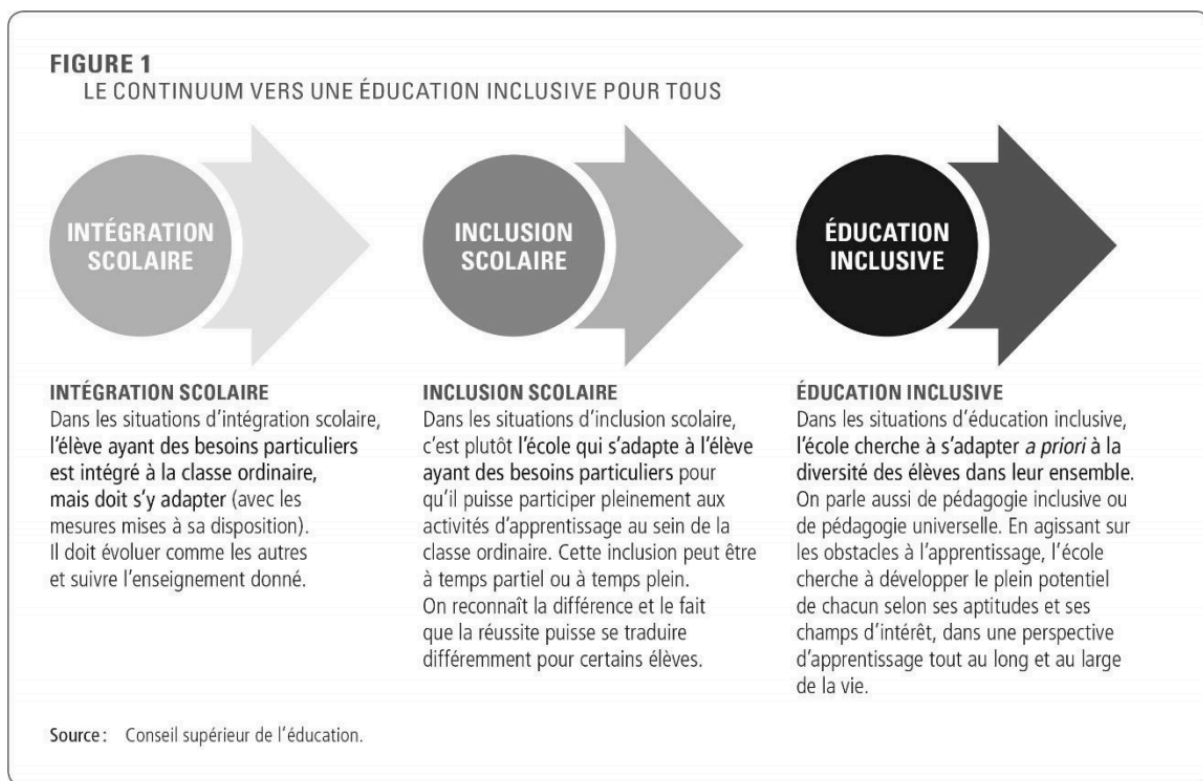 FIGURE 1
LE CONTINUUM VERS UNE ÉDUCATION INCLUSIVE POUR TOUS
INTÉGRATION
SCOLAIRE
INCLUSION
SCOLAIRE
ÉDUCATION
INCLUSIVE
INTÉGRATION SCOLAIRE
Dans les situations d’intégration scolaire,
l’élève ayant des besoins particuliers
est intégré à la classe ordinaire,
mais doit s’y adapter (avec les
mesures mises à sa disposition).
Il doit évoluer comme les autres
et suivre l’enseignement donné.
INCLUSION SCOLAIRE
Dans les situations d’inclusion scolaire,
c’est plutôt l’école qui s’adapte à l’élève
ayant des besoins particuliers pour
qu’il puisse participer pleinement aux
activités d’apprentissage au sein de la
classe ordinaire. Cette inclusion peut être
à temps partiel ou à temps plein.
On reconnaît la différence et le fait
que la réussite puisse se traduire
différemment pour certains élèves.
ÉDUCATION INCLUSIVE
Dans les situations d’éducation inclusive,
l’école cherche à s’adapter a priori à la
diversité des élèves dans leur ensemble.
On parle aussi de pédagogie inclusive ou
de pédagogie universelle. En agissant sur
les obstacles à l’apprentissage, l’école
cherche à développer le plein potentiel
de chacun selon ses aptitudes et ses
champs d’intérêt, dans une perspective
d’apprentissage tout au long et au large
de la vie.
Source : Conseil supérieur de l’éducation.